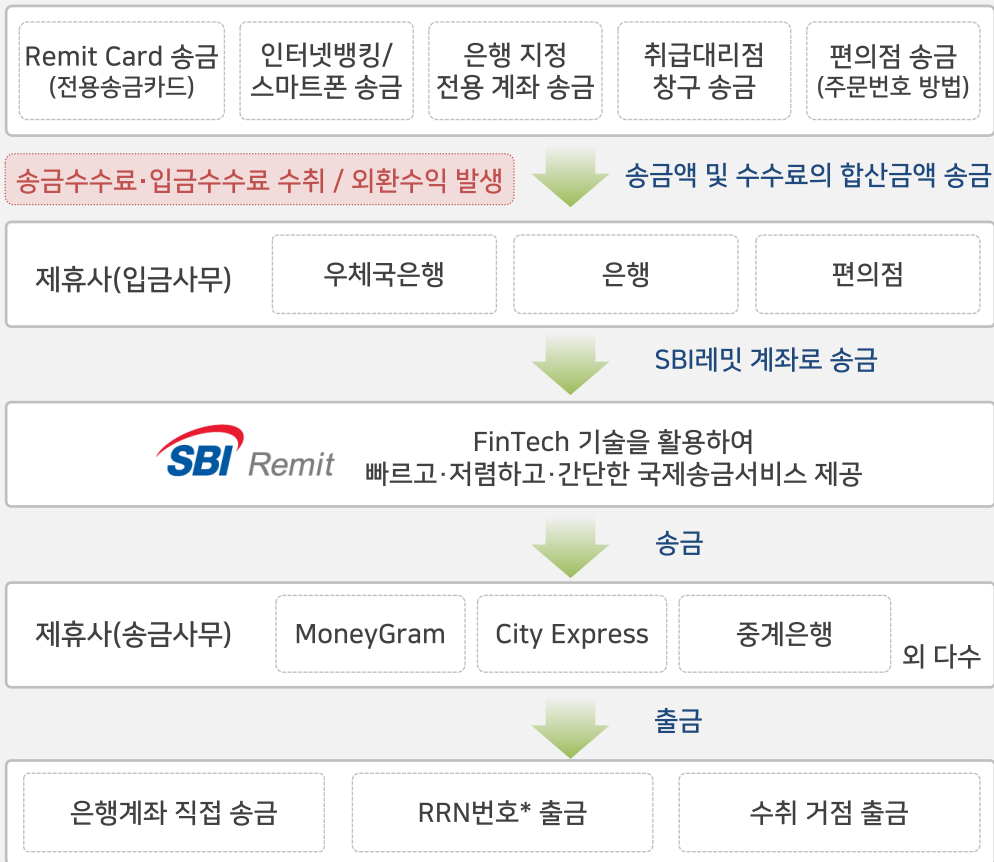 Remit Card 송금
(전용송금카드)
인터넷뱅킹/
스마트폰 송금
은행 지정
전용 계좌 송금
취급대리점
창구 송금
편의점 송금
(주문번호 방법)
송금수수료·입금수수료 수취 / 외환수익 발생
송금액 및 수수료의 합산금액 송금
제휴사(입금사무)
우체국은행
은행
편의점
SBI레밋 계좌로 송금
SBI Remit
FinTech 기술을 활용하여
빠르고·저렴하고·간단한 국제송금서비스 제공
송금
제휴사(송금사무)
MoneyGram
City Express
중계은행
외 다수
출금
은행계좌 직접 송금
RRN번호* 출금
수취 거점 출금